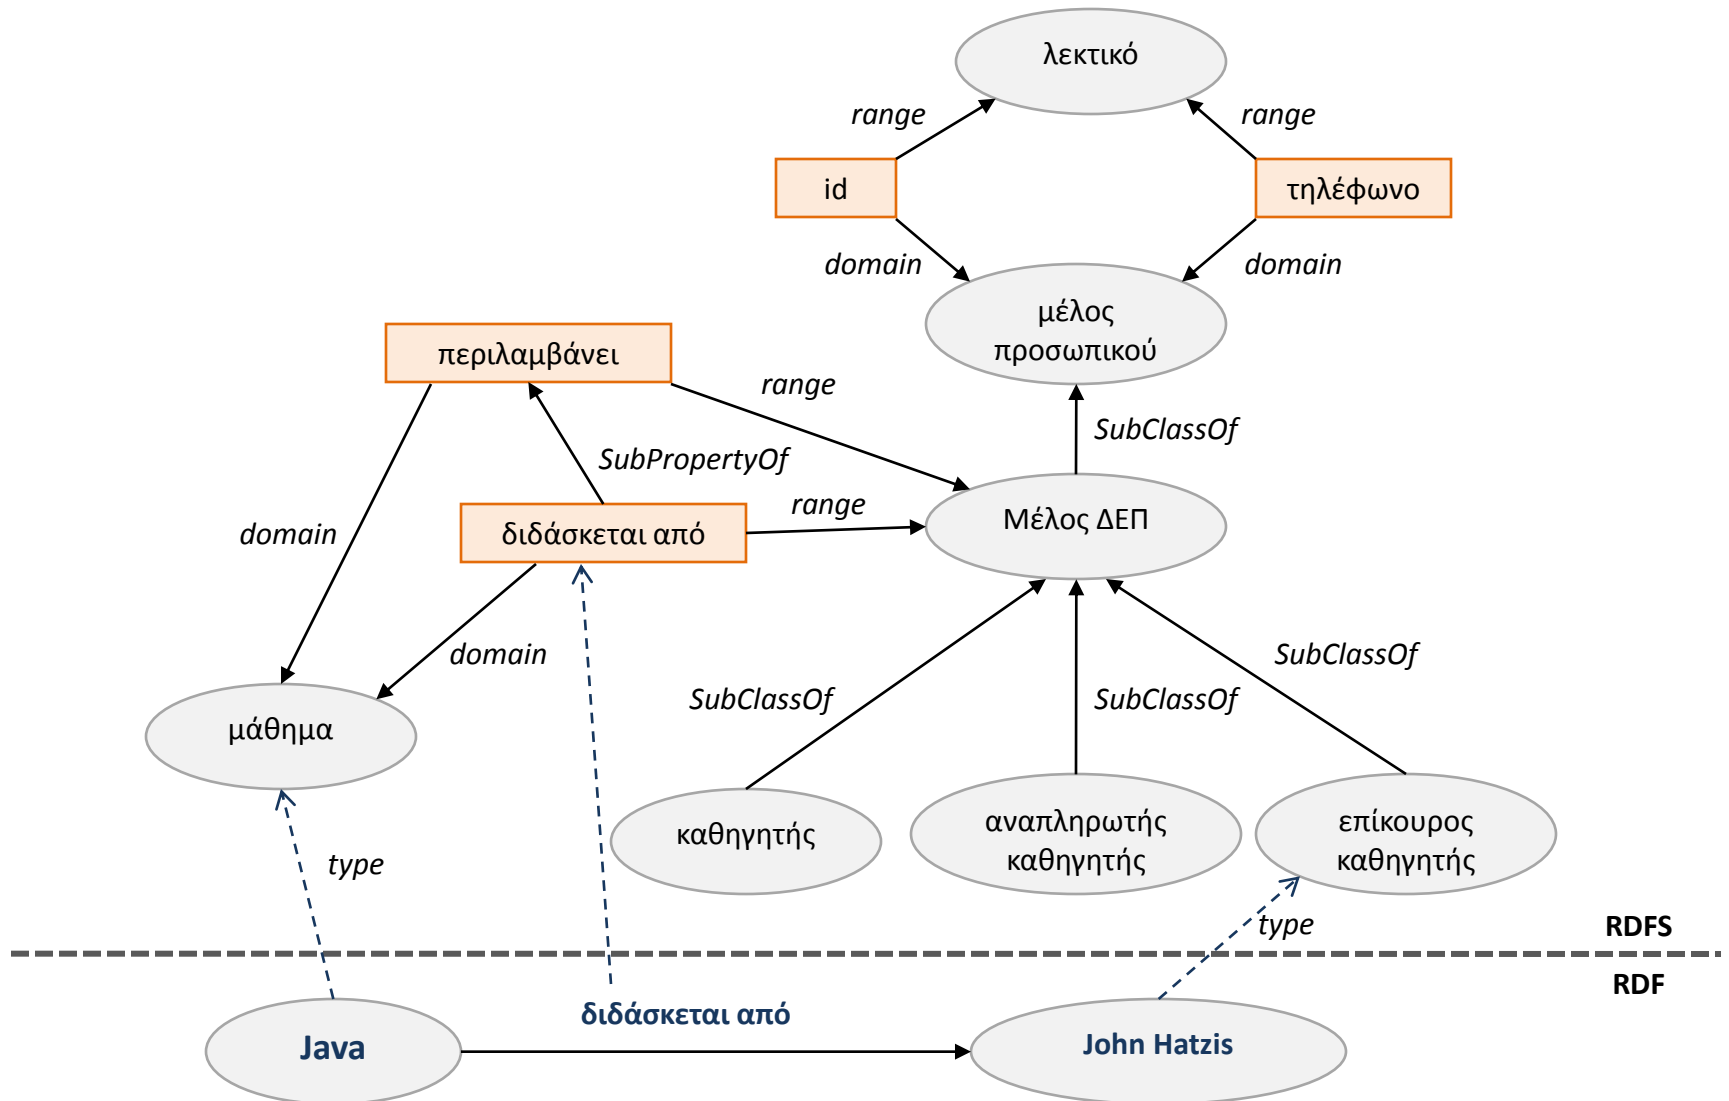 λεκτικό
range
range
id
τηλέφωνο
domain
domain
μέλος
προσωπικού
περιλαμβάνει
range
SubClassOf
SubPropertyOf
range
Μέλος ΔΕΠ
διδάσκεται από
domain
domain
SubClassOf
SubClassOf
SubClassOf
μάθημα
καθηγητής
αναπληρωτής
καθηγητής
επίκουρος
καθηγητής
type
type
RDFS
RDF
διδάσκεται από
Java
John Hatzis